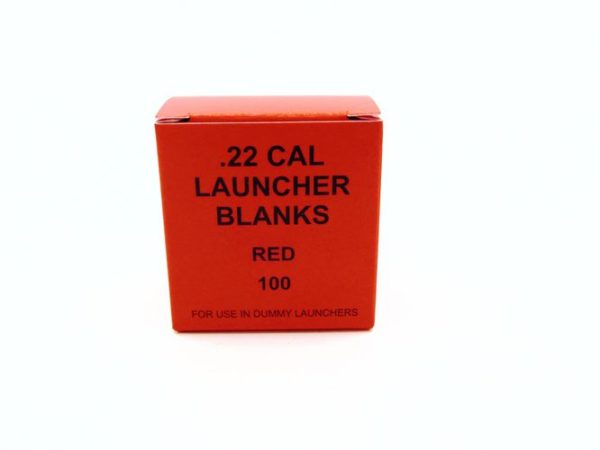 .22 CAL
LAUNCHER
BLANKS
RED
100
FOR USE IN DUMMY LAUNCHERS